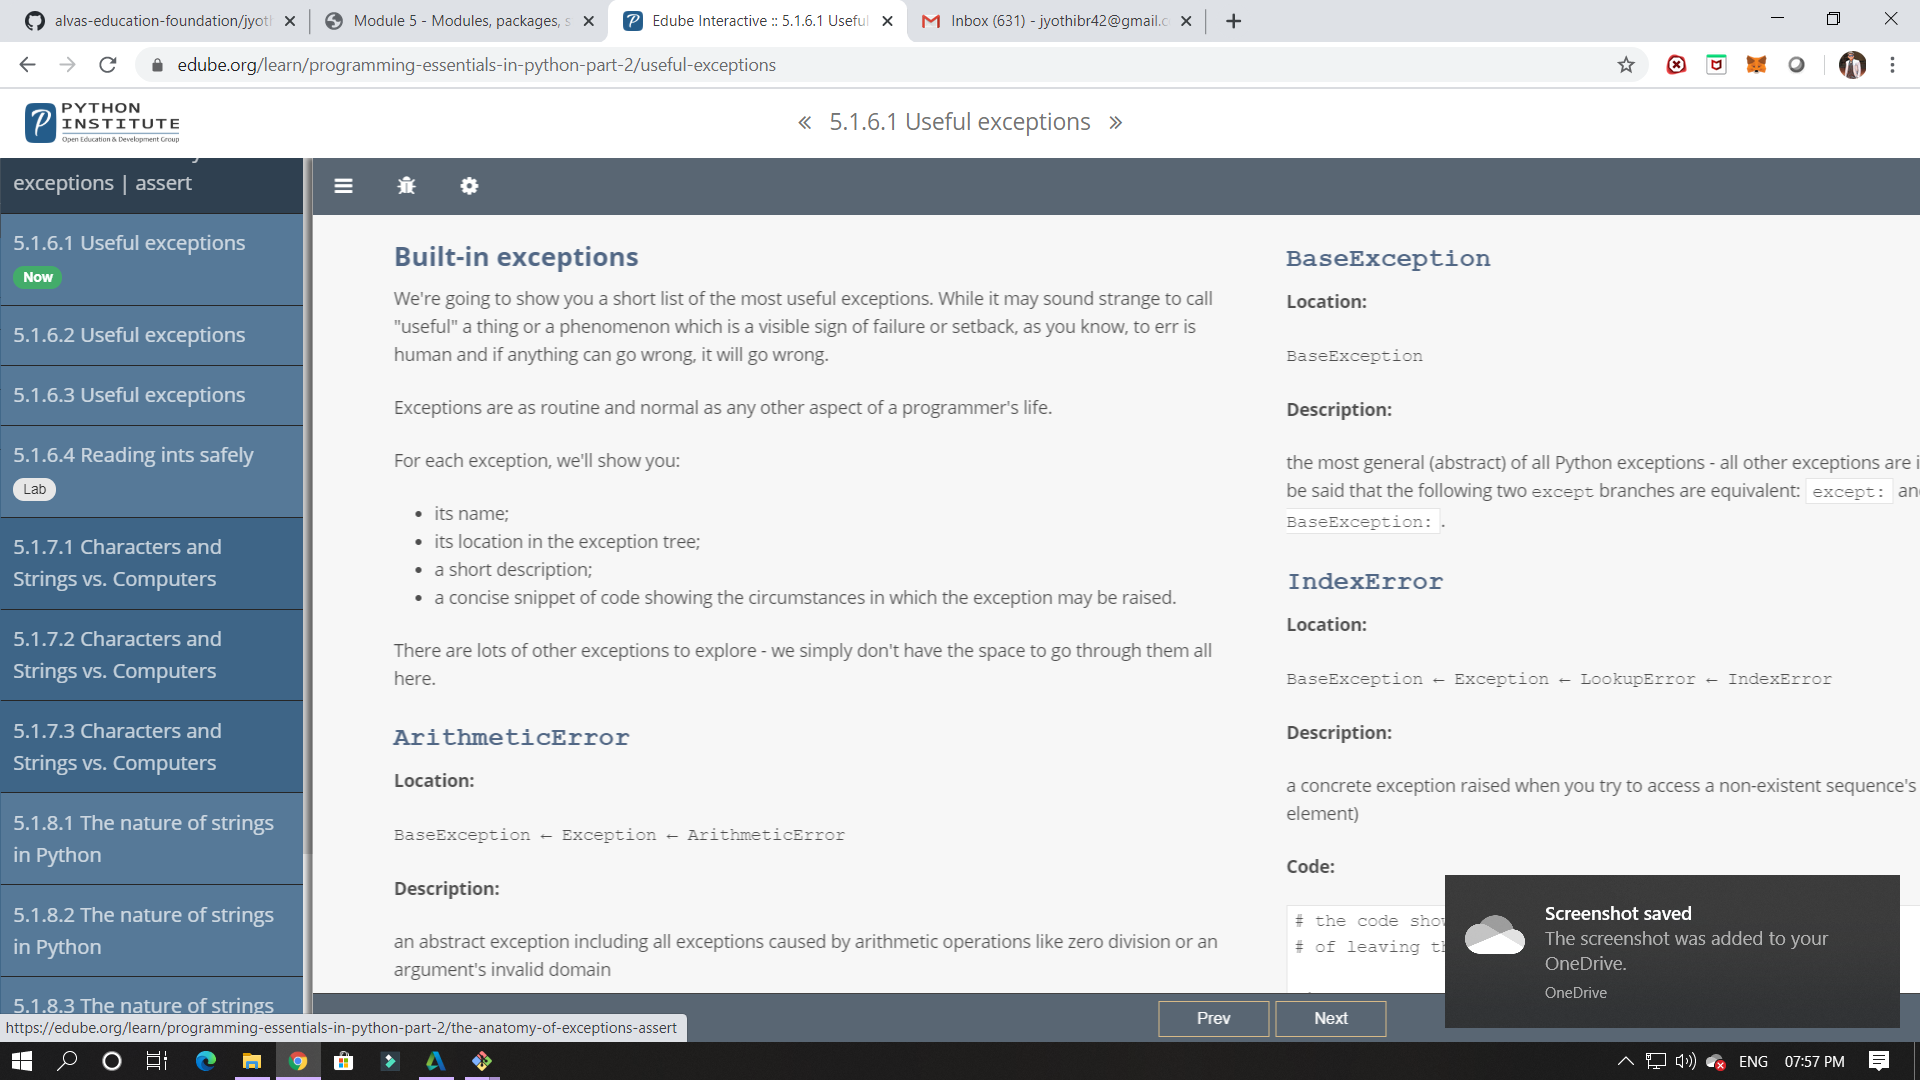 alvas-education-foundation/jyoth
Module 5 - Modules, packages, s
Edube Interactive :: 5.1.6.1 Useful
Inbox (631) - jyothibr42@gmail.c
edube.org/learn/programming-essentials-in-python-part-2/useful-exceptions
PYTHON
INSTITUTE
Open Education & Development Group
« 5.1.6.1 Useful exceptions »
exceptions | assert
5.1.6.1 Useful exceptions
Now
5.1.6.2 Useful exceptions
5.1.6.3 Useful exceptions
5.1.6.4 Reading ints safely
Lab
5.1.7.1 Characters and
Strings vs. Computers
5.1.7.2 Characters and
Strings vs. Computers
5.1.7.3 Characters and
Strings vs. Computers
5.1.8.1 The nature of strings
in Python
5.1.8.2 The nature of strings
in Python
5.1.8.3 The nature of strings
Built-in exceptions
We're going to show you a short list of the most useful exceptions. While it may sound strange to call
"useful" a thing or a phenomenon which is a visible sign of failure or setback, as you know, to err is
human and if anything can go wrong, it will go wrong.
Exceptions are as routine and normal as any other aspect of a programmer's life.
For each exception, we'll show you:
• its name;
• its location in the exception tree;
• a short description;
• a concise snippet of code showing the circumstances in which the exception may be raised.
There are lots of other exceptions to explore - we simply don't have the space to go through them all
here.
ArithmeticError
Location:
BaseException ← Exception ← ArithmeticError
Description:
an abstract exception including all exceptions caused by arithmetic operations like zero division or an
argument's invalid domain
BaseException
Location:
BaseException
Description:
the most general (abstract) of all Python exceptions - all other exceptions are i
be said that the following two except branches are equivalent: except: an
BaseException: .
IndexError
Location:
BaseException ← Exception ← LookupError ← IndexError
Description:
a concrete exception raised when you try to access a non-existent sequence's
element)
Code:
# the code show
# of leaving th
Prev
Next
Screenshot saved
The screenshot was added to your
OneDrive.
OneDrive
https://edube.org/learn/programming-essentials-in-python-part-2/the-anatomy-of-exceptions-assert
ENG
07:57 PM